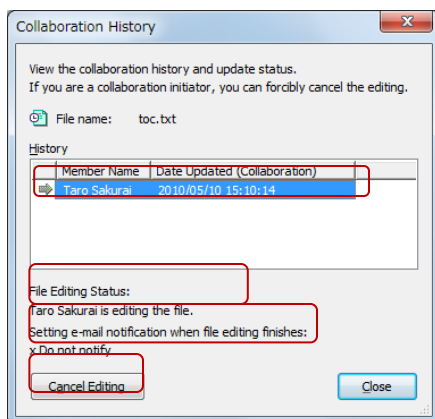 Collaboration History
View the collaboration history and update status.
If you are a collaboration initiator, you can forcibly cancel the editing.
File name: toc.txt
History
Member Name Date Updated (Collaboration)
Taro Sakurai 2010/05/10 15:10:14
File Editing Status:
Taro Sakurai is editing the file.
Setting e-mail notification when file editing finishes:
x Do not notify
Cancel Editing Close